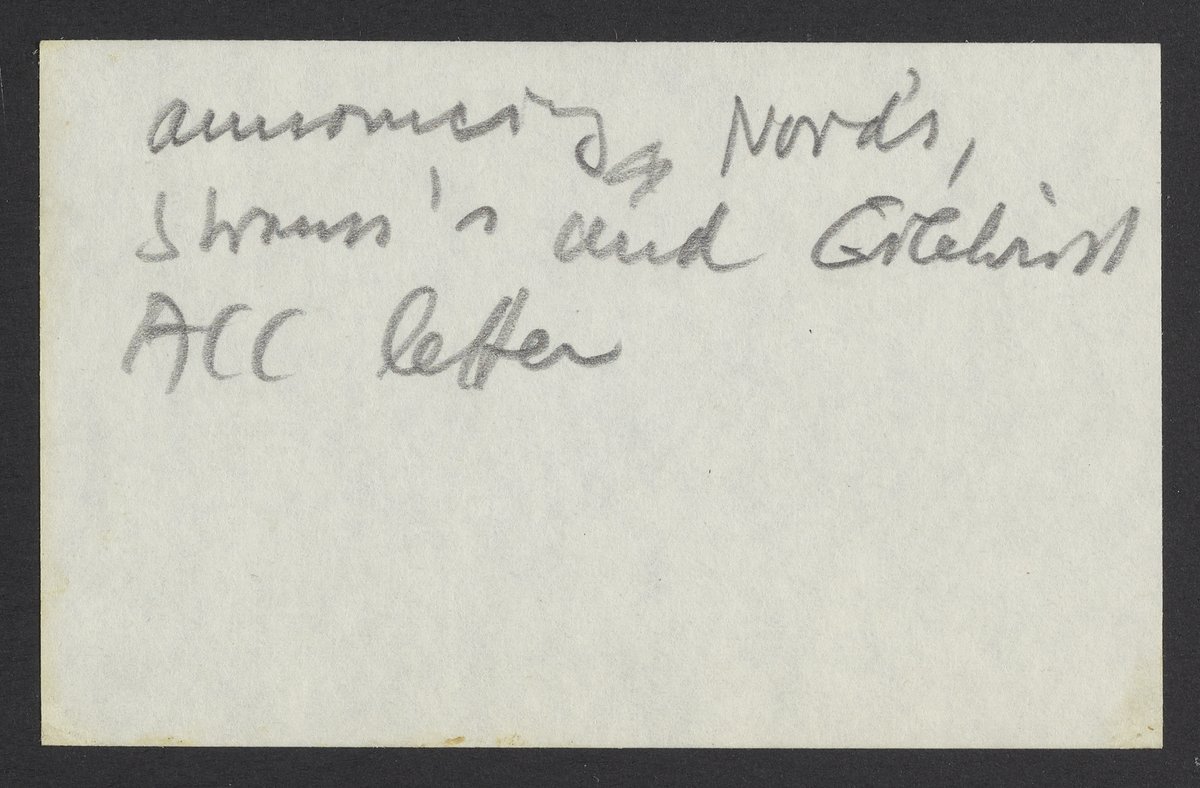 announcing Nord's,
Strauss's and Gilchrist
ACC letter